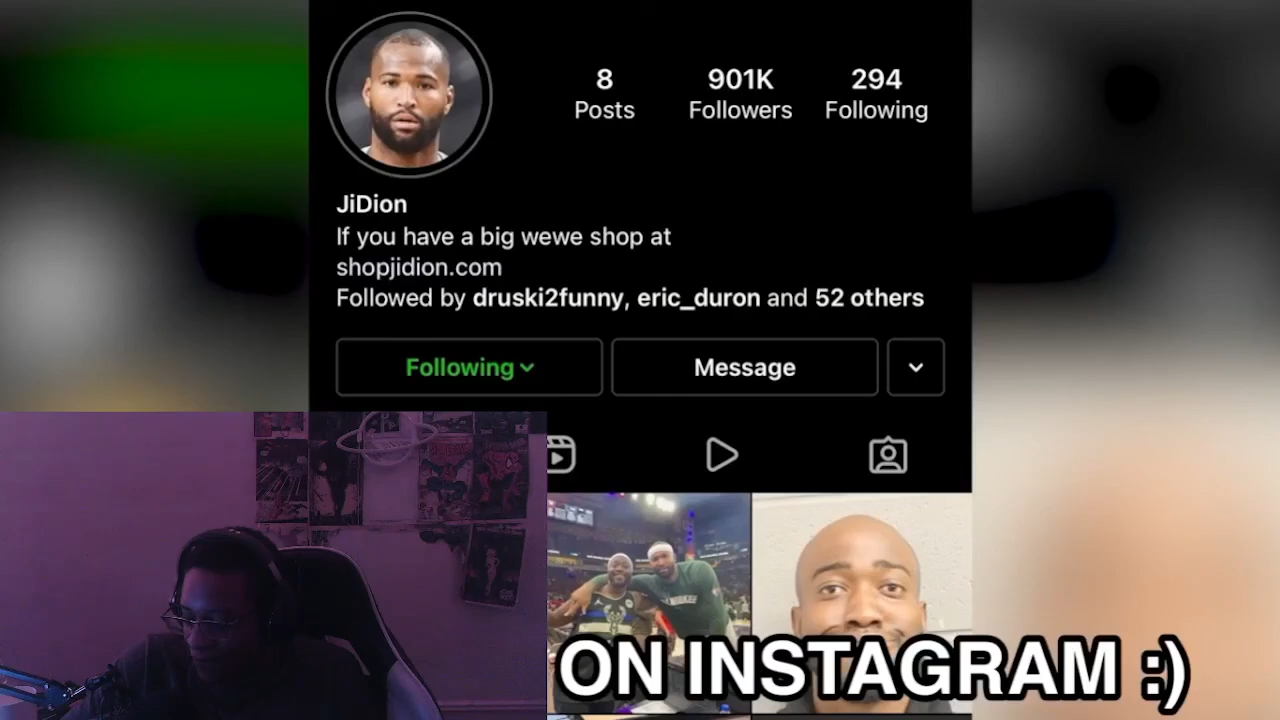 8 901K 294
Posts Followers Following
JiDion
If you have a big wewe shop at
shopjidion.com
Followed by druski2funny, eric_duron and 52 others
Following Message
ON INSTAGRAM :)